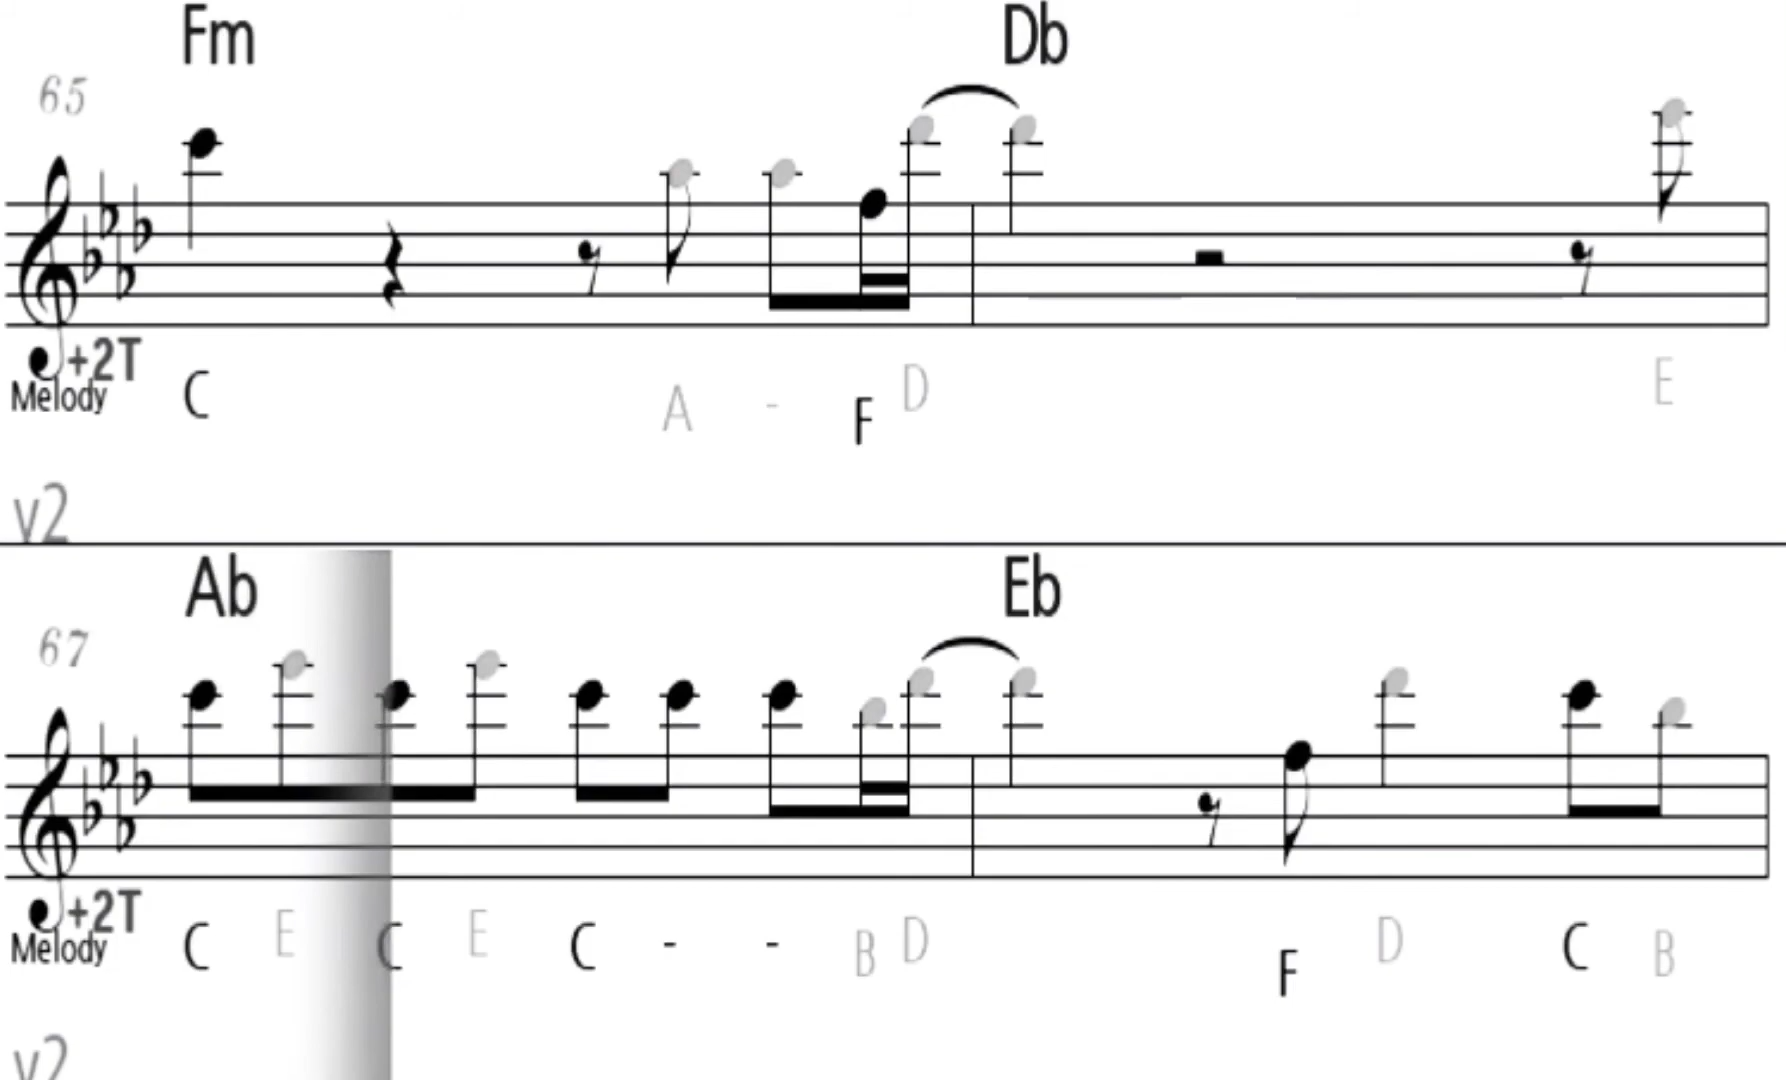 Fm Db
65
+2T
Melody C A - F D E
v2
Ab Eb
67
+2T
Melody C E C E C - - B D F D C B
v2